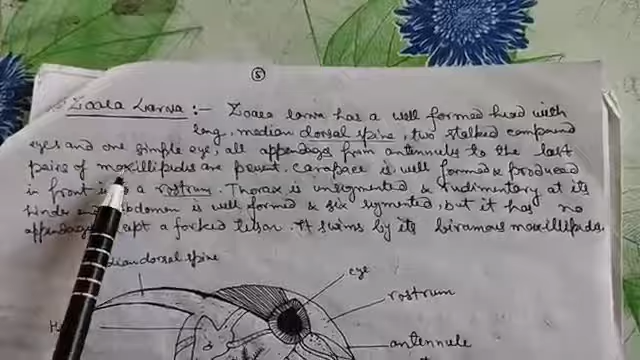 5
Zoaea Larva :- Zoaea larva has a well formed head with
long, median dorsal spine, two stalked compound
eyes and one simple eye, all appendages from antennules to the last
pairs of maxillipides are present. Carapace is well formed & produced
in front into a rostrum. Thorax is unsegmented & rudimentary at its
hinder end. Abdomen is well formed & six segmented, but it has no
appendages except a forked telson. It swims by its biramous maxillipids.
median dorsal spine
eye
rostrum
antennule